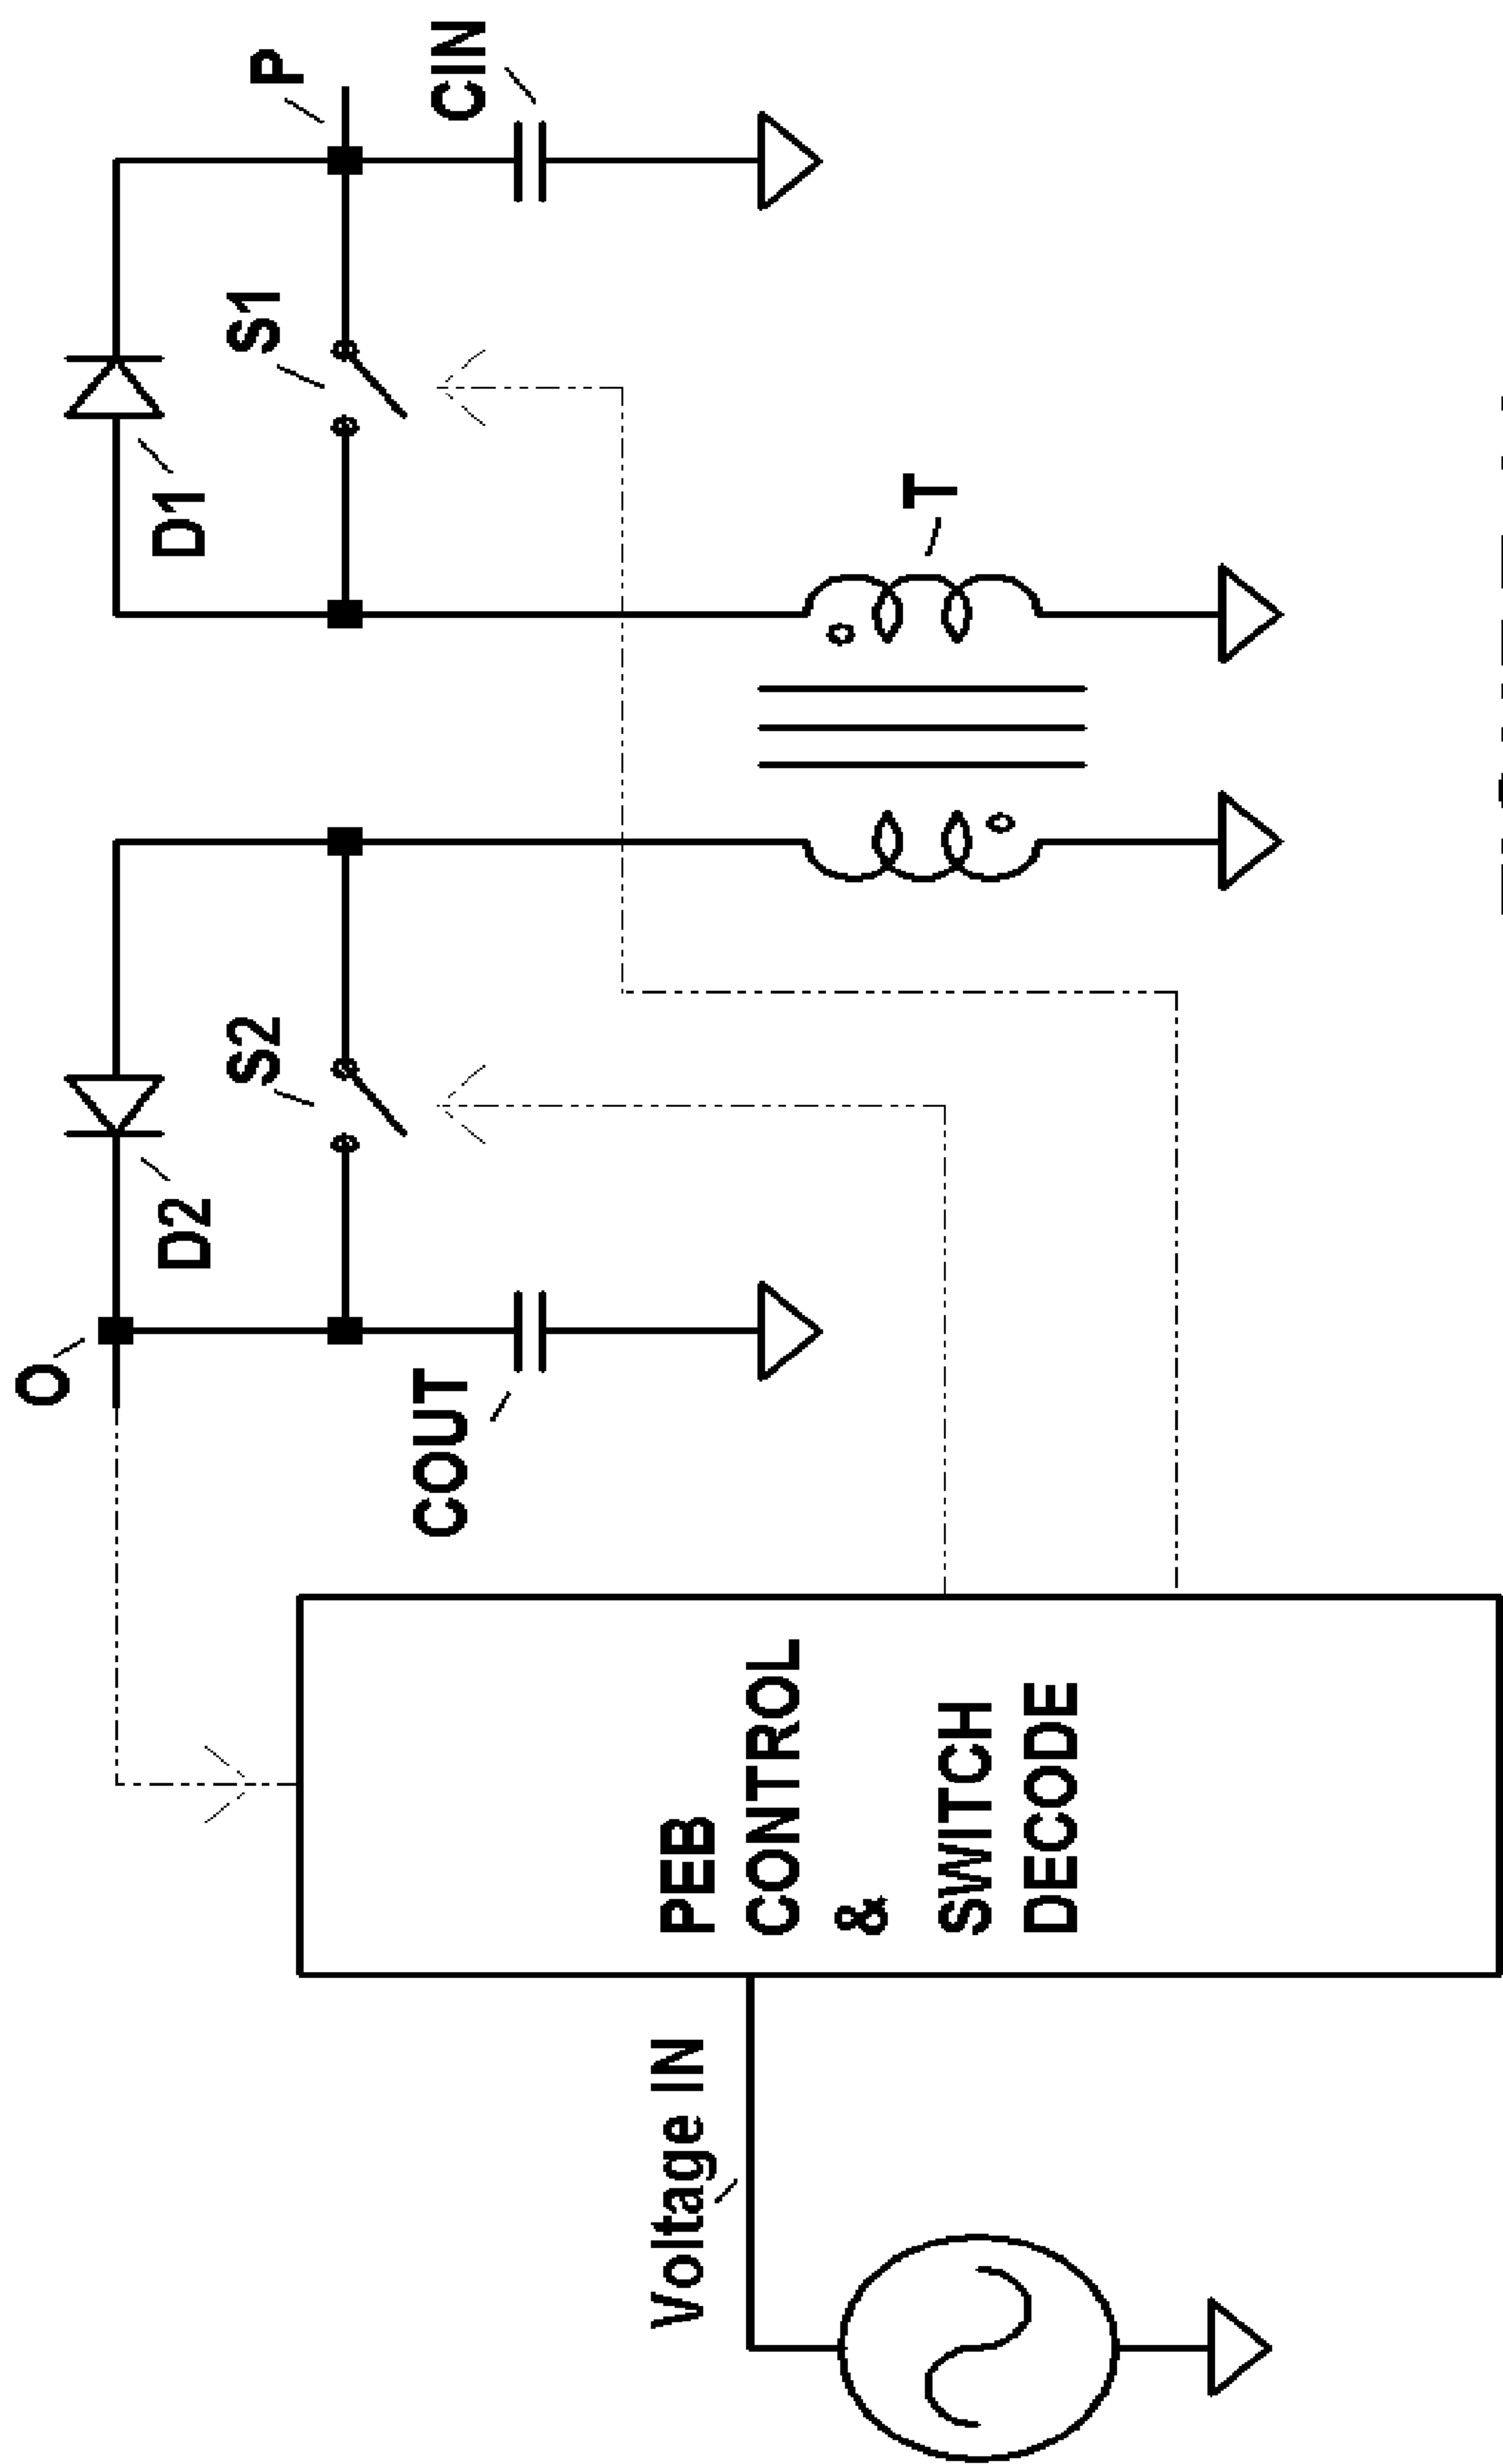 O
D2
D1
S2
S1
P
COUT
CIN
Voltage IN
PEB
CONTROL
&
SWITCH
DECODE
T